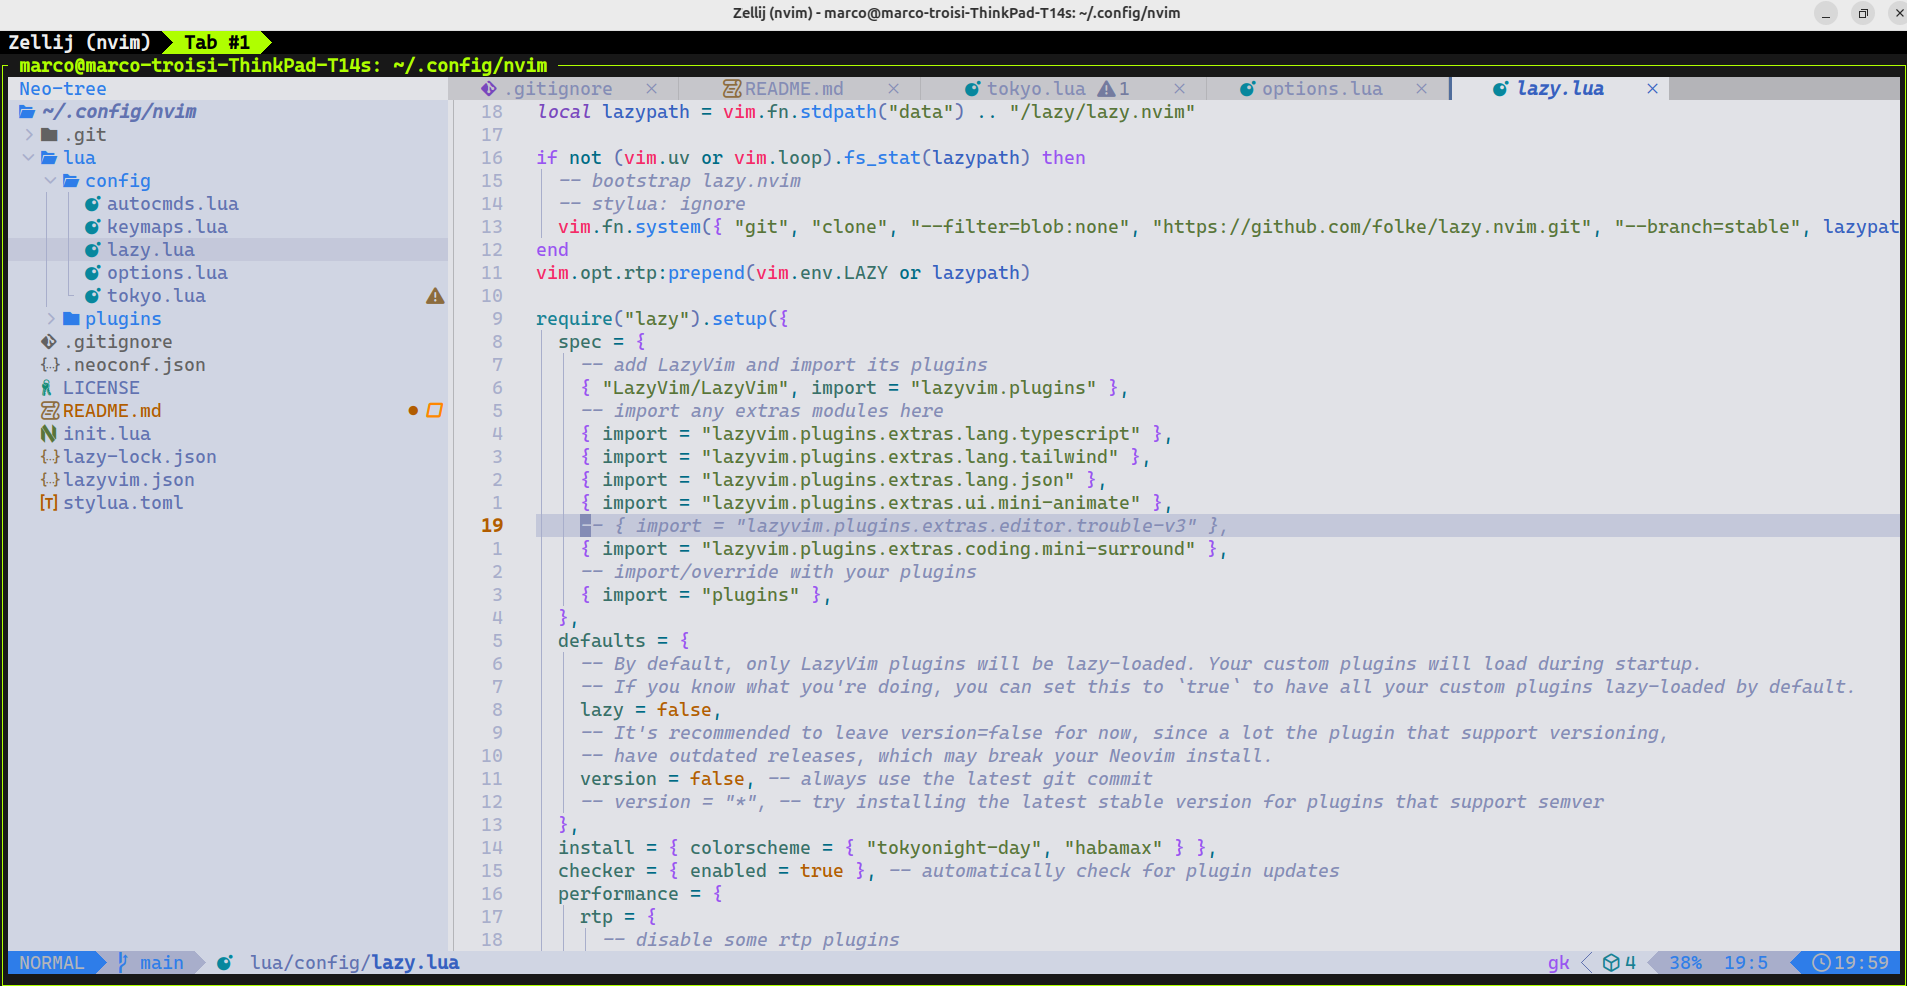 Zellij (nvim) - marco@marco-troisi-ThinkPad-T14s: ~/.config/nvim
Zellij (nvim) Tab #1
marco@marco-troisi-ThinkPad-T14s: ~/.config/nvim
Neo-tree
.gitignore README.md tokyo.lua 1 options.lua lazy.lua
~/.config/nvim
.git
lua
config
autocmds.lua
keymaps.lua
lazy.lua
options.lua
tokyo.lua
plugins
.gitignore
.neoconf.json
LICENSE
README.md
init.lua
lazy-lock.json
lazyvim.json
stylua.toml
18 local lazypath = vim.fn.stdpath("data") .. "/lazy/lazy.nvim"
17
16 if not (vim.uv or vim.loop).fs_stat(lazypath) then
15 -- bootstrap lazy.nvim
14 -- stylua: ignore
13 vim.fn.system({ "git", "clone", "--filter=blob:none", "https://github.com/folke/lazy.nvim.git", "--branch=stable", lazypat
12 end
11 vim.opt.rtp:prepend(vim.env.LAZY or lazypath)
10
9 require("lazy").setup({
8 spec = {
7 -- add LazyVim and import its plugins
6 { "LazyVim/LazyVim", import = "lazyvim.plugins" },
5 -- import any extras modules here
4 { import = "lazyvim.plugins.extras.lang.typescript" },
3 { import = "lazyvim.plugins.extras.lang.tailwind" },
2 { import = "lazyvim.plugins.extras.lang.json" },
1 { import = "lazyvim.plugins.extras.ui.mini-animate" },
19 -- { import = "lazyvim.plugins.extras.editor.trouble-v3" },
1 { import = "lazyvim.plugins.extras.coding.mini-surround" },
2 -- import/override with your plugins
3 { import = "plugins" },
4 },
5 defaults = {
6 -- By default, only LazyVim plugins will be lazy-loaded. Your custom plugins will load during startup.
7 -- If you know what you're doing, you can set this to `true` to have all your custom plugins lazy-loaded by default.
8 lazy = false,
9 -- It's recommended to leave version=false for now, since a lot the plugin that support versioning,
10 -- have outdated releases, which may break your Neovim install.
11 version = false, -- always use the latest git commit
12 -- version = "*", -- try installing the latest stable version for plugins that support semver
13 },
14 install = { colorscheme = { "tokyonight-day", "habamax" } },
15 checker = { enabled = true }, -- automatically check for plugin updates
16 performance = {
17 rtp = {
18 -- disable some rtp plugins
NORMAL main lua/config/lazy.lua gk 4 38% 19:5 19:59